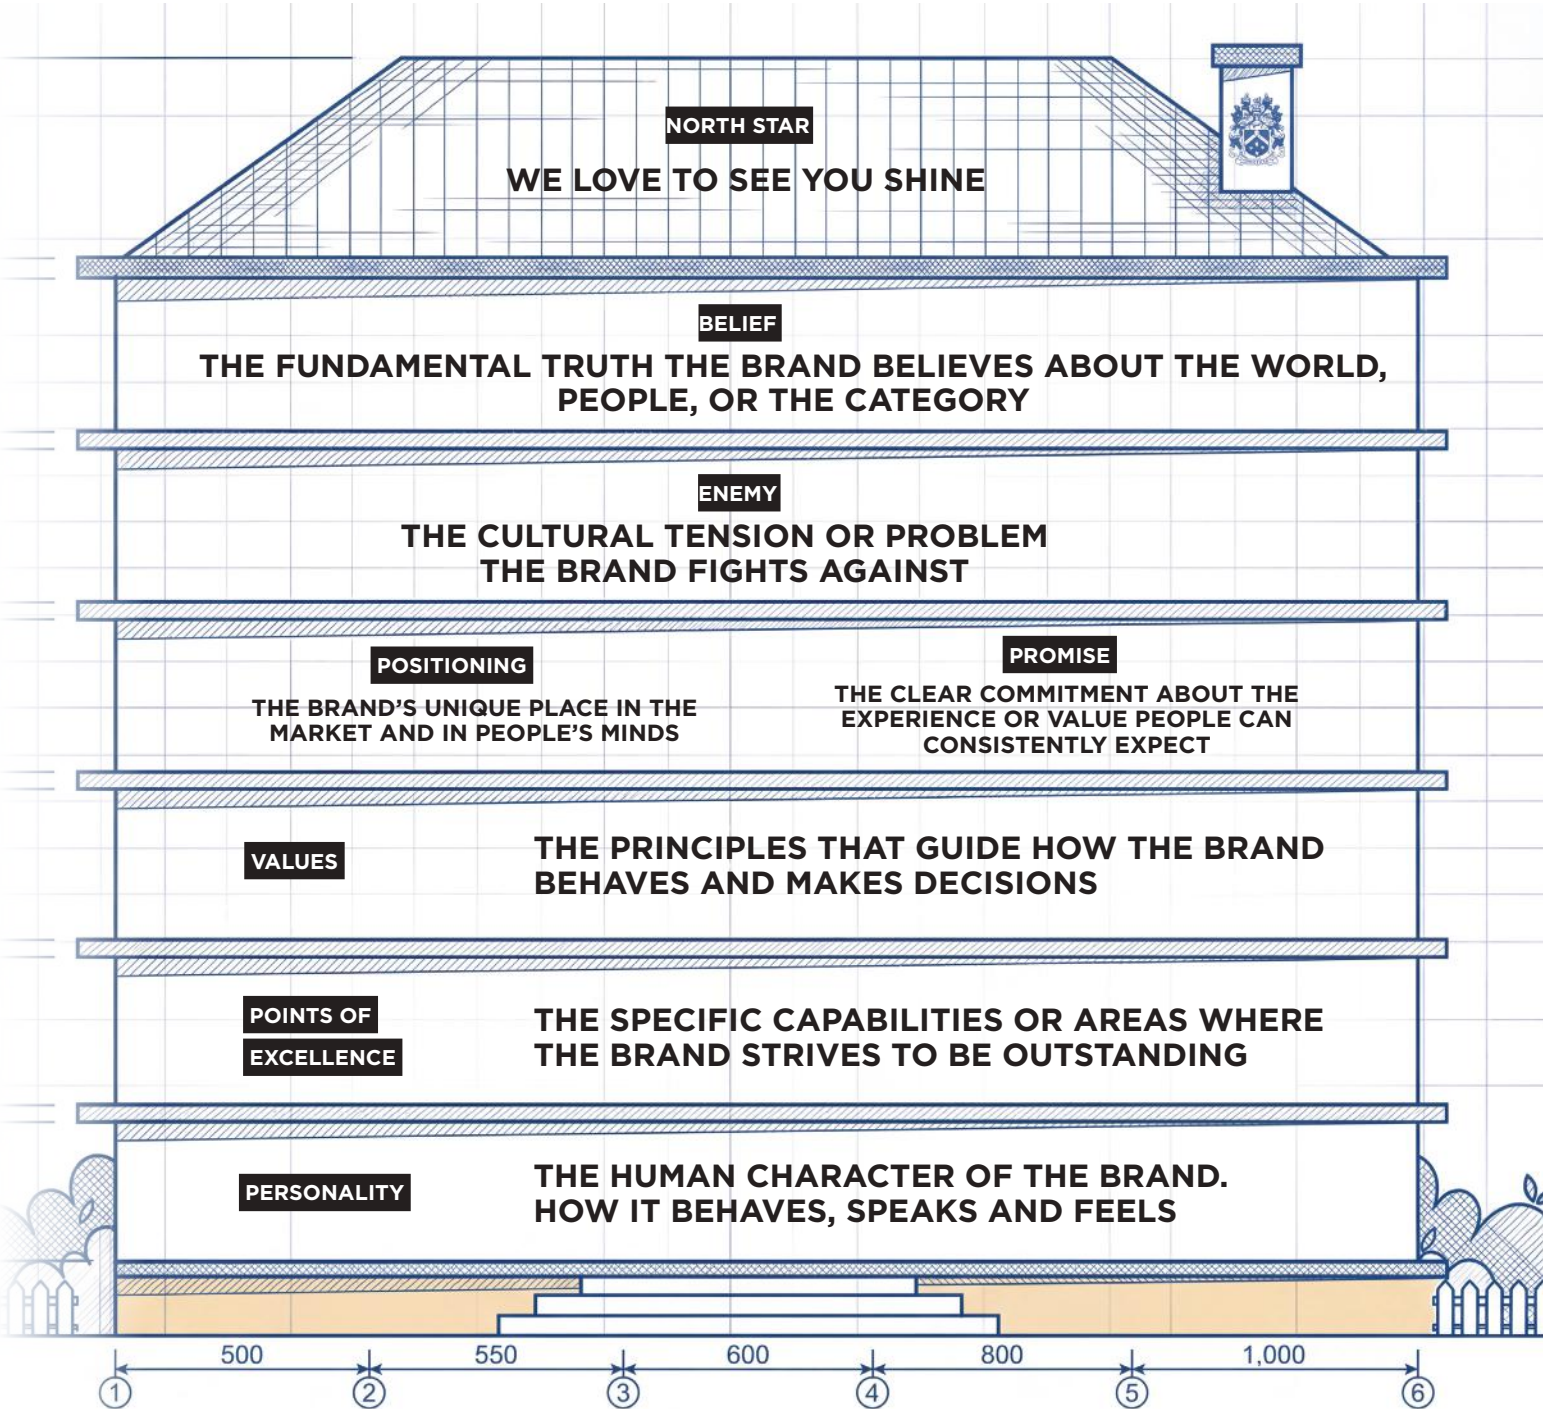 NORTH STAR
WE LOVE TO SEE YOU SHINE
BELIEF
THE FUNDAMENTAL TRUTH THE BRAND BELIEVES ABOUT THE WORLD,
PEOPLE, OR THE CATEGORY
ENEMY
THE CULTURAL TENSION OR PROBLEM
THE BRAND FIGHTS AGAINST
POSITIONING
THE BRAND’S UNIQUE PLACE IN THE
MARKET AND IN PEOPLE’S MINDS
PROMISE
THE CLEAR COMMITMENT ABOUT THE
EXPERIENCE OR VALUE PEOPLE CAN
CONSISTENTLY EXPECT
VALUES
THE PRINCIPLES THAT GUIDE HOW THE BRAND
BEHAVES AND MAKES DECISIONS
POINTS OF
EXCELLENCE
THE SPECIFIC CAPABILITIES OR AREAS WHERE
THE BRAND STRIVES TO BE OUTSTANDING
PERSONALITY
THE HUMAN CHARACTER OF THE BRAND.
HOW IT BEHAVES, SPEAKS AND FEELS
500 550 600 800 1,000
1 2 3 4 5 6